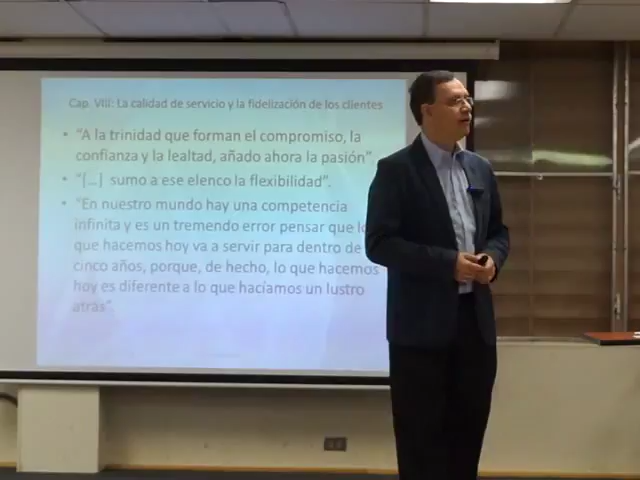 Cap. VIII: La calidad de servicio y la fidelización de los clientes
• "A la trinidad que forman el compromiso, la
confianza y la lealtad, añado ahora la pasión".
• "[…] sumo a ese elenco la flexibilidad".
• "En nuestro mundo hay una competencia
infinita y es un tremendo error pensar que lo
que hacemos hoy va a servir para dentro de
cinco años, porque, de hecho, lo que hacemos
hoy es diferente a lo que hacíamos un lustro
atrás".